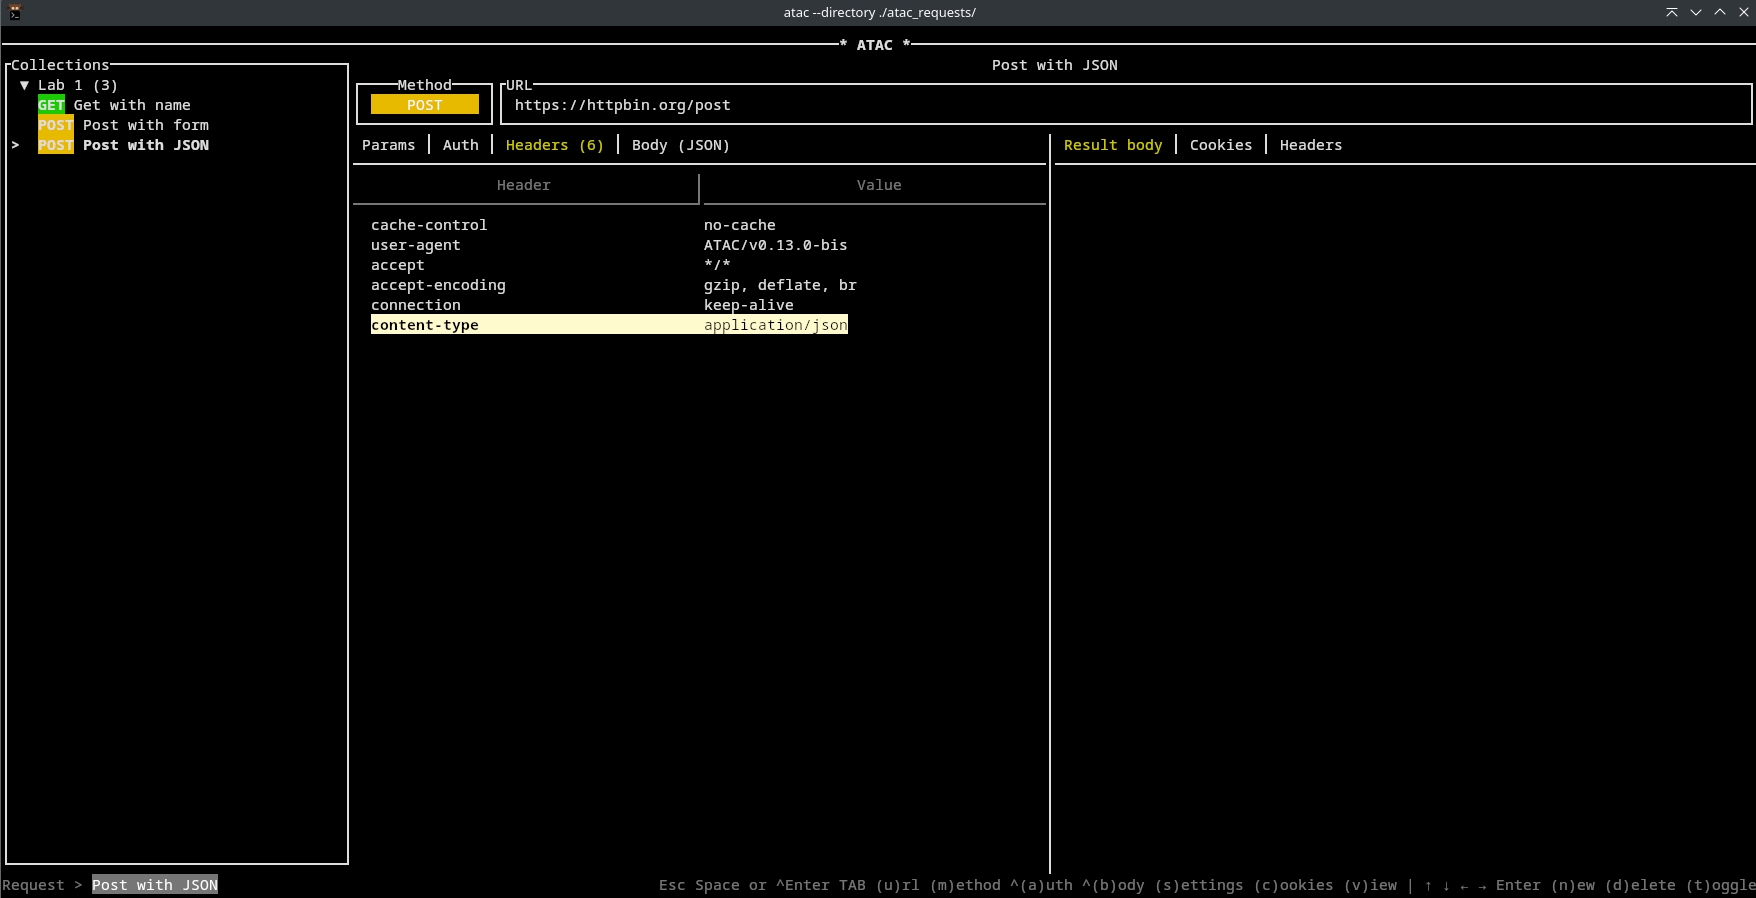 atac --directory ./atac_requests/
* ATAC *
Collections
▼ Lab 1 (3)
GET Get with name
POST Post with form
> POST Post with JSON
Post with JSON
Method
POST
URL
https://httpbin.org/post
Params | Auth | Headers (6) | Body (JSON)
Header Value
cache-control no-cache
user-agent ATAC/v0.13.0-bis
accept */*
accept-encoding gzip, deflate, br
connection keep-alive
content-type application/json
Result body | Cookies | Headers
Request > Post with JSON
Esc Space or ^Enter TAB (u)rl (m)ethod ^(a)uth ^(b)ody (s)ettings (c)ookies (v)iew | ↑ ↓ ← → Enter (n)ew (d)elete (t)oggle